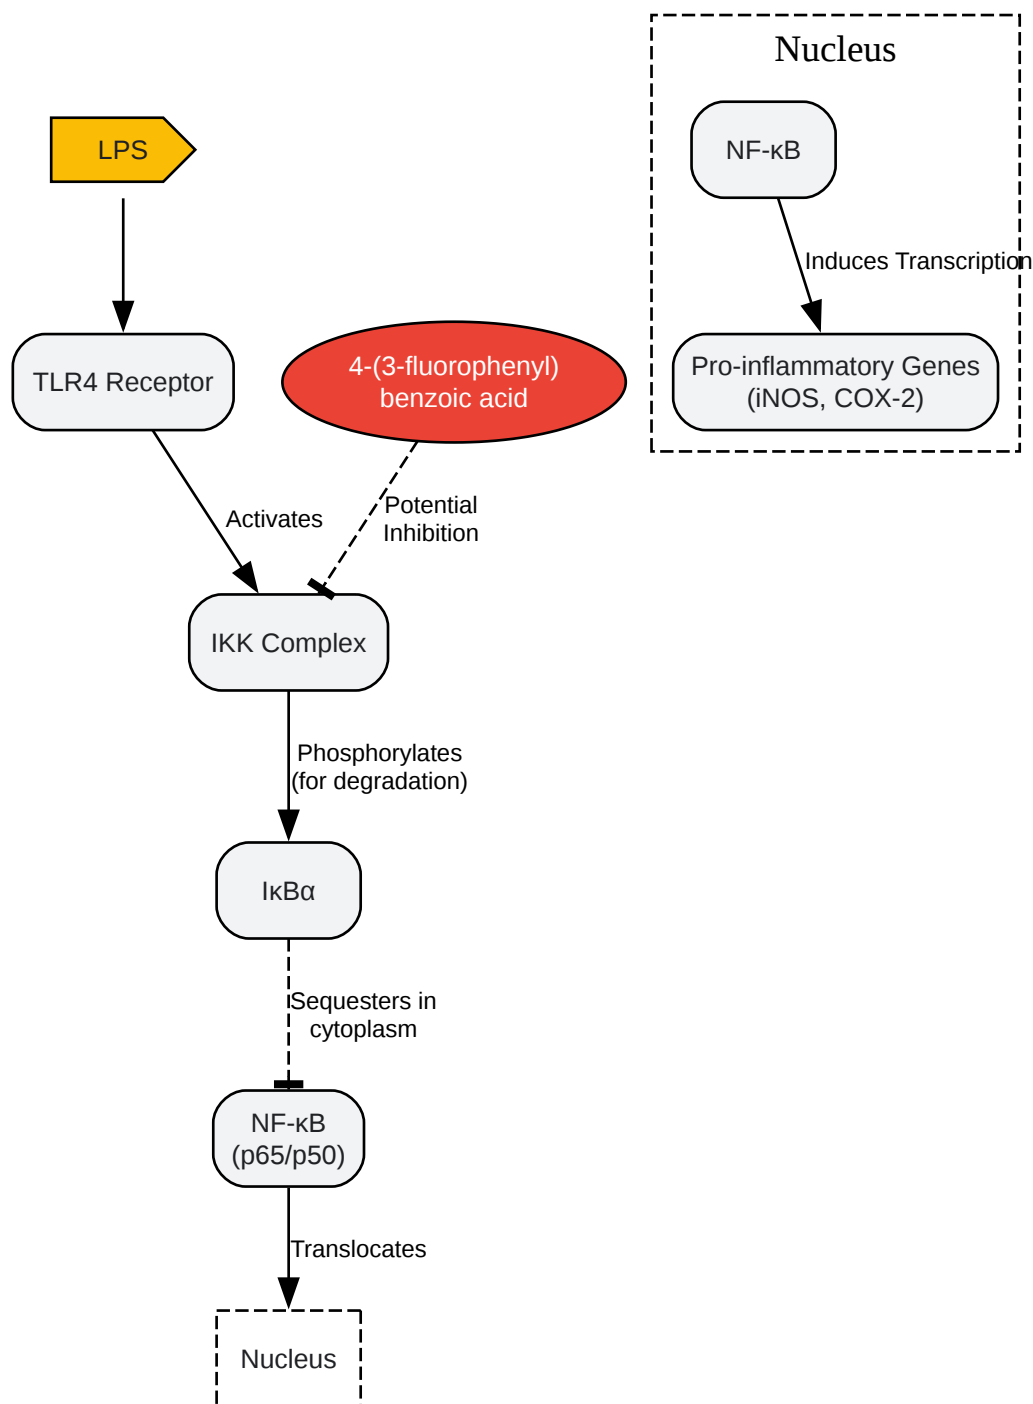 Nucleus
LPS
NF-κB
Induces Transcription
TLR4 Receptor
4-(3-fluorophenyl)
benzoic acid
Pro-inflammatory Genes
(iNOS, COX-2)
Activates
Potential
Inhibition
IKK Complex
Phosphorylates
(for degradation)
IκBα
Sequesters in
cytoplasm
NF-κB
(p65/p50)
Translocates
Nucleus